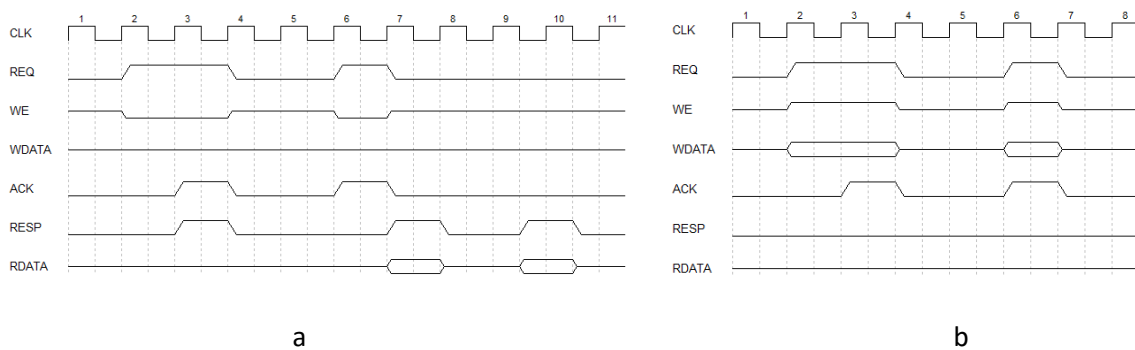 1 2 3 4 5 6 7 8 9 10 11
CLK
REQ
WE
WDATA
ACK
RESP
RDATA
a
1 2 3 4 5 6 7 8
CLK
REQ
WE
WDATA
ACK
RESP
RDATA
b